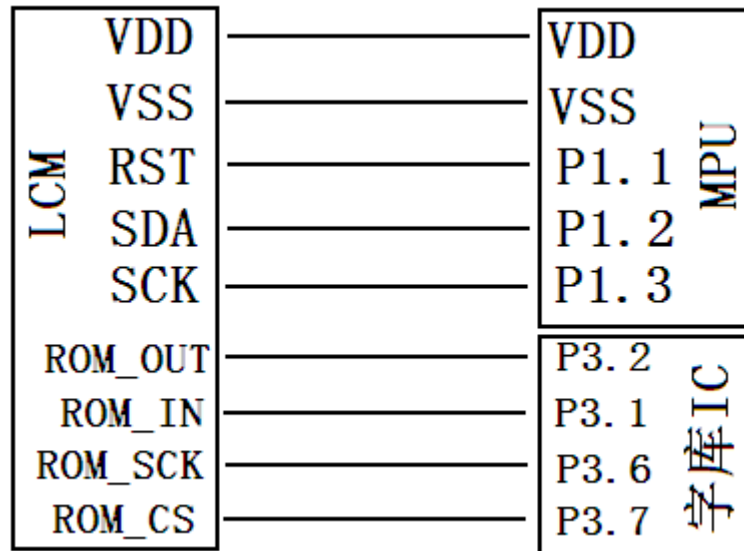 LCM
VDD
VSS
RST
SDA
SCK
ROM_OUT
ROM_IN
ROM_SCK
ROM_CS
VDD
VSS
P1.1
P1.2
P1.3
MPU
P3.2
P3.1
P3.6
P3.7
字库IC